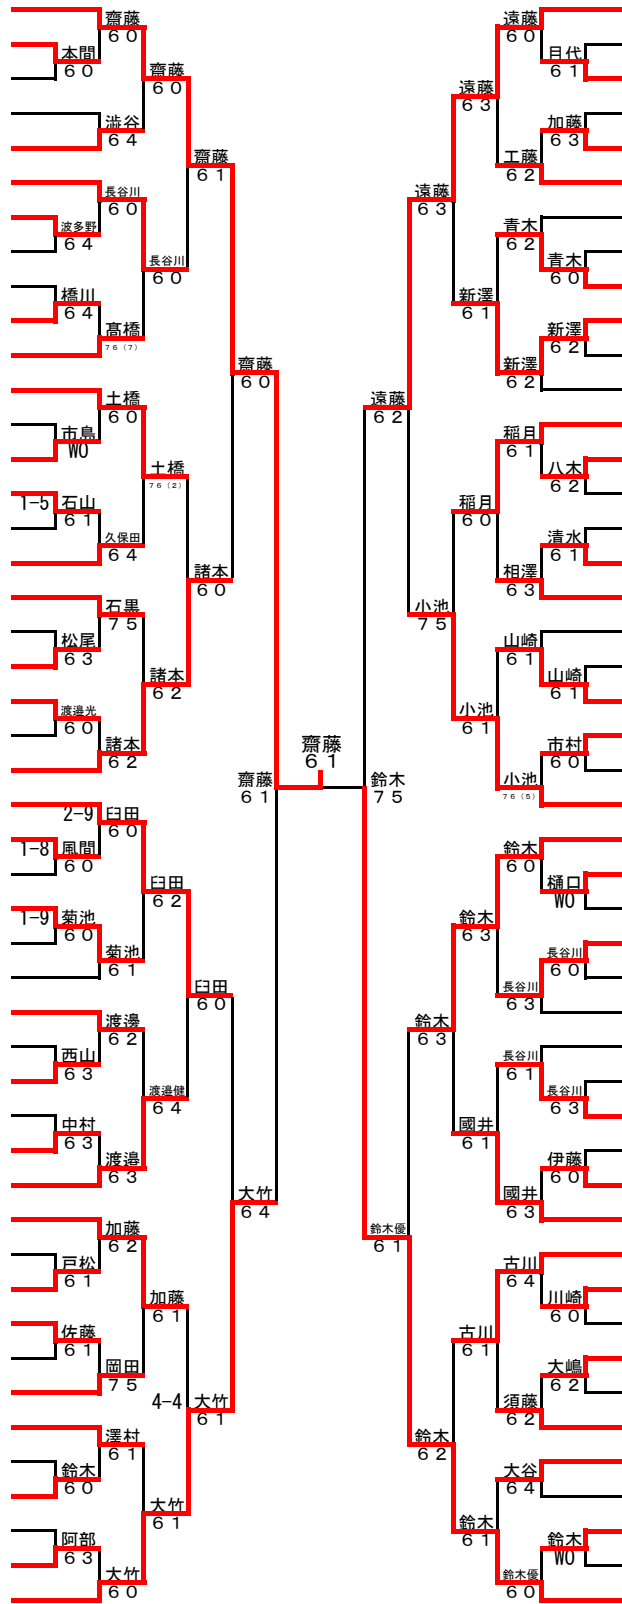 齋藤
６０
本間
６０
齋藤
６０
澁谷
６４
齋藤
６１
長谷川
６０
波多野
６４
長谷川
６０
橋川
６４
髙橋
７６（７）
齋藤
６０
土橋
６０
市島
WO
土橋
７６（２）
1-5
石山
６１
久保田
６４
諸本
６０
石黒
７５
松尾
６３
諸本
６２
渡邉光
６０
諸本
６２
齋藤
６１
2-9
臼田
６０
1-8
風間
６０
臼田
６２
1-9
菊池
６０
菊池
６１
臼田
６０
渡邊
６２
西山
６３
渡邉健
６４
中村
６３
渡邉
６３
大竹
６４
加藤
６２
戸松
６１
加藤
６１
佐藤
６１
岡田
７５
4-4
大竹
６１
澤村
６１
鈴木
６０
大竹
６１
阿部
６３
大竹
６０
齋藤
６１
遠藤
６０
目代
６１
遠藤
６３
加藤
６３
工藤
６２
遠藤
６３
青木
６２
青木
６０
新澤
６１
新澤
６２
新澤
６２
遠藤
６２
稲月
６１
八木
６２
稲月
６０
清水
６１
相澤
６３
小池
７５
山崎
６１
山崎
６１
小池
６１
市村
６０
小池
７６（５）
鈴木
７５
鈴木
６０
樋口
WO
鈴木
６３
長谷川
６０
長谷川
６３
鈴木
６３
長谷川
６１
長谷川
６３
國井
６１
伊藤
６０
國井
６３
鈴木優
６１
古川
６４
川崎
６０
古川
６１
大嶋
６２
須藤
６２
鈴木
６２
大谷
６４
鈴木
６１
鈴木
WO
鈴木優
６０